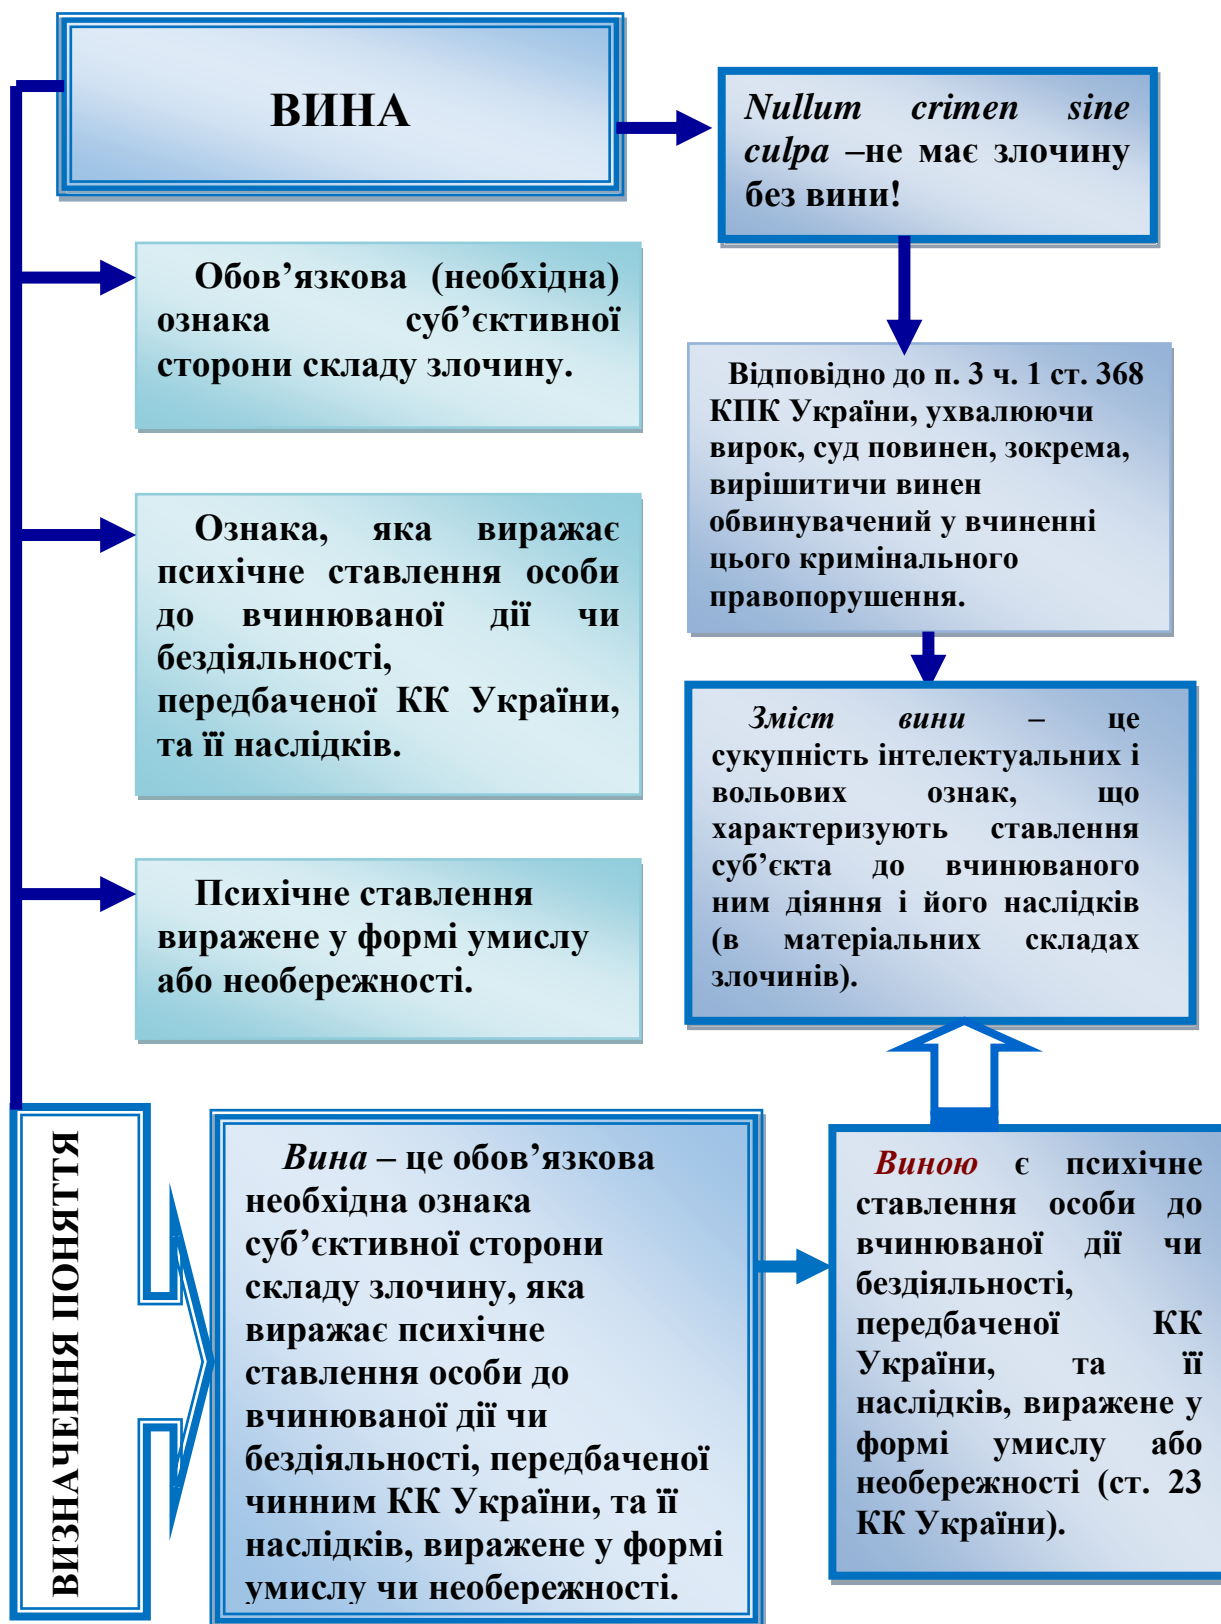 ВИНА
Nullum crimen sine
culpa –не має злочину
без вини!
Обов’язкова (необхідна)
ознака суб’єктивної
сторони складу злочину.
Відповідно до п. 3 ч. 1 ст. 368
КПК України, ухвалюючи
вирок, суд повинен, зокрема,
вирішитичи винен
обвинувачений у вчиненні
цього кримінального
правопорушення.
Ознака, яка виражає
психічне ставлення особи
до вчинюваної дії чи
бездіяльності,
передбаченої КК України,
та її наслідків.
Зміст вини – це
сукупність інтелектуальних і
вольових ознак, що
характеризують ставлення
суб’єкта до вчинюваного
ним діяння і його наслідків
(в матеріальних складах
злочинів).
Психічне ставлення
виражене у формі умислу
або необережності.
ВИЗНАЧЕННЯ ПОНЯТТЯ
Вина – це обов’язкова
необхідна ознака
суб’єктивної сторони
складу злочину, яка
виражає психічне
ставлення особи до
вчинюваної дії чи
бездіяльності, передбаченої
чинним КК України, та її
наслідків, виражене у формі
умислу чи необережності.
Виною є психічне
ставлення особи до
вчинюваної дії чи
бездіяльності,
передбаченої КК
України, та її
наслідків, виражене у
формі умислу або
необережності (ст. 23
КК України).